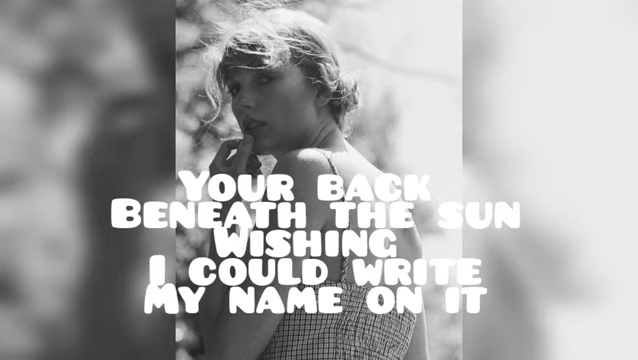 Your back
Beneath the sun
Wishing
I could write
my name on it